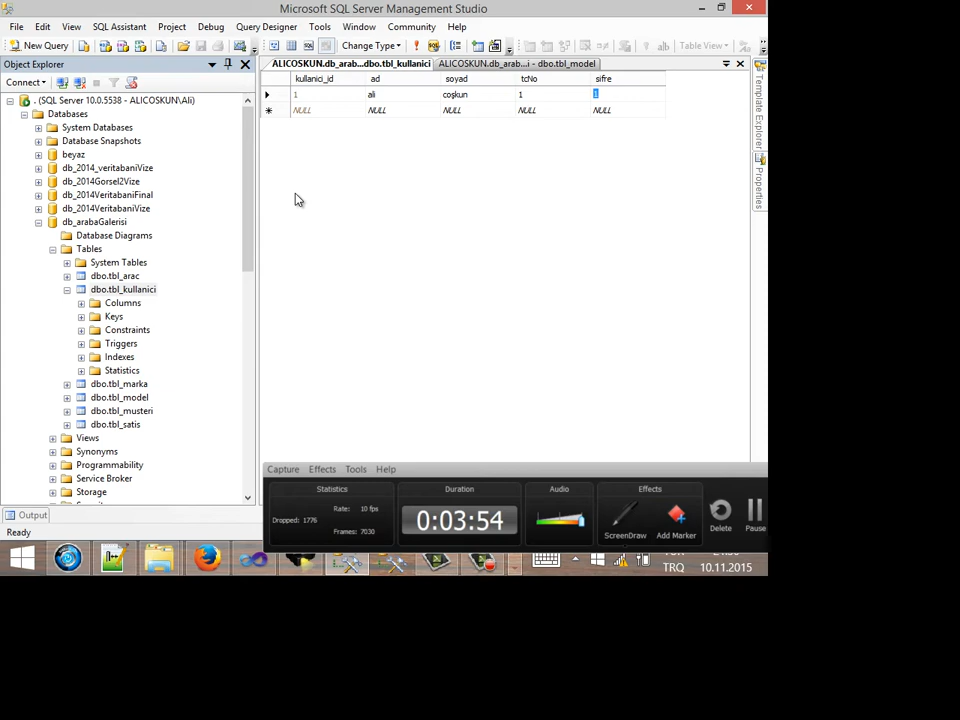 Microsoft SQL Server Management Studio
File Edit View SQL Assistant Project Debug Query Designer Tools Window Community Help
New Query Change Type Table View
Object Explorer
Connect
. (SQL Server 10.0.5538 - ALICOSKUN\Ali)
Databases
System Databases
Database Snapshots
beyaz
db_2014_veritabaniVize
db_2014Gorsel2Vize
db_2014VeritabaniFinal
db_2014VeritabaniVize
db_arabaGalerisi
Database Diagrams
Tables
System Tables
dbo.tbl_arac
dbo.tbl_kullanici
Columns
Keys
Constraints
Triggers
Indexes
Statistics
dbo.tbl_marka
dbo.tbl_model
dbo.tbl_musteri
dbo.tbl_satis
Views
Synonyms
Programmability
Service Broker
Storage
Output
Ready
ALICOSKUN.db_arab...dbo.tbl_kullanici ALICOSKUN.db_arab...i - dbo.tbl_model
kullanici_id ad soyad tcNo sifre
1 ali coşkun 1 1
NULL NULL NULL NULL NULL
Template Explorer
Properties
Capture Effects Tools Help
Statistics
Rate: 10 fps
Dropped: 1776
Frames: 7030
Duration
0:03:54
Audio
Effects
ScreenDraw
Add Marker
Delete
Pause
TRQ
10.11.2015